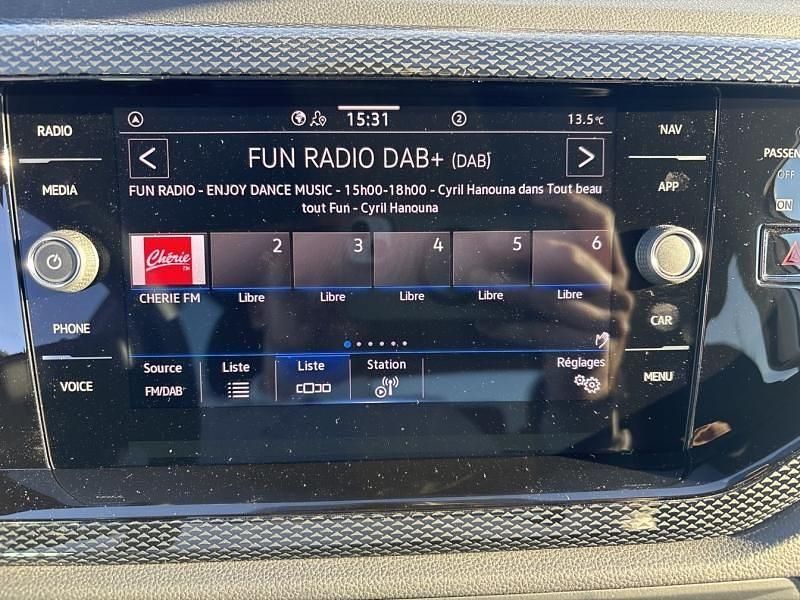 RADIO
MEDIA
PHONE
VOICE
15:31
2
13.5°C
NAV
APP
CAR
MENU
PASSEN
OFF
ON
< FUN RADIO DAB+ (DAB) >
FUN RADIO - ENJOY DANCE MUSIC - 15h00-18h00 - Cyril Hanouna dans Tout beau
tout Fun - Cyril Hanouna
Chérie FM
2 3 4 5 6
CHERIE FM Libre Libre Libre Libre Libre
Source Liste Liste Station Réglages
FM/DAB